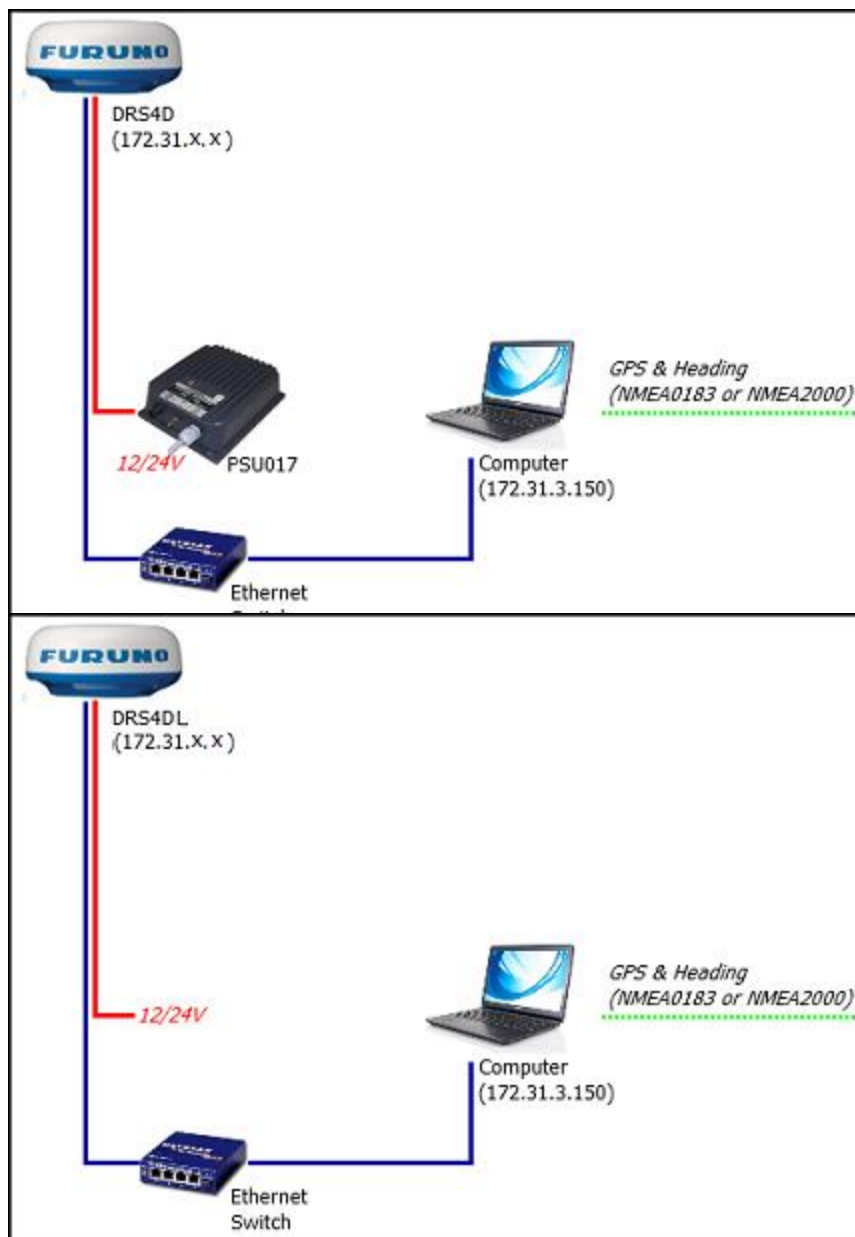 FURUNO
DRS4D
(172.31.x.x)
GPS & Heading
(NMEA0183 or NMEA2000)
12/24V
PSU017
Computer
(172.31.3.150)
Ethernet
Switch
FURUNO
DRS4DL
(172.31.x.x)
GPS & Heading
(NMEA0183 or NMEA2000)
12/24V
Computer
(172.31.3.150)
Ethernet
Switch